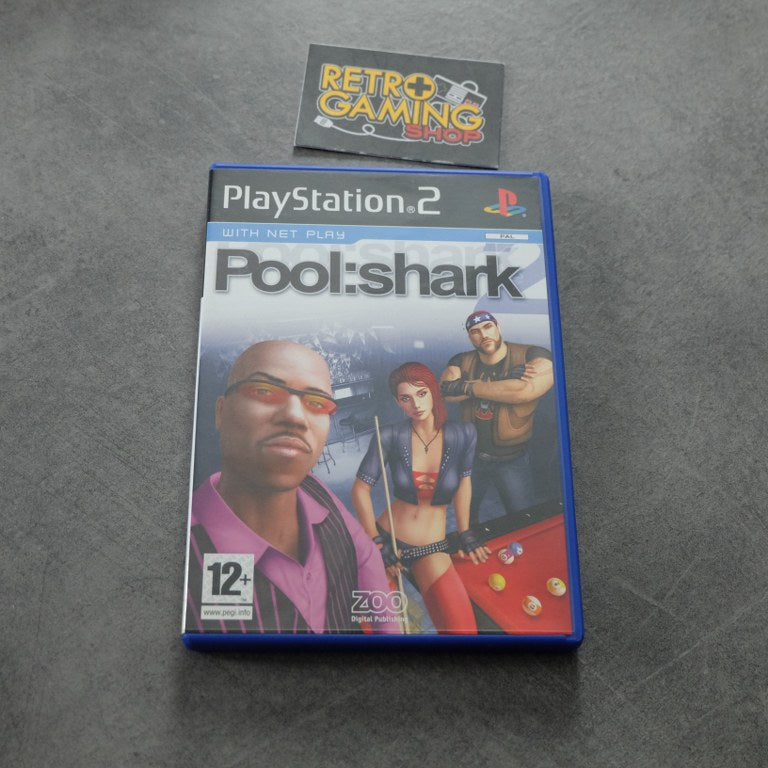 RETRO
GAMING
SHOP
PlayStation®2
WITH NET PLAY
PAL
Pool:shark 2
12+
www.pegi.info
ZOO
Digital Publishing